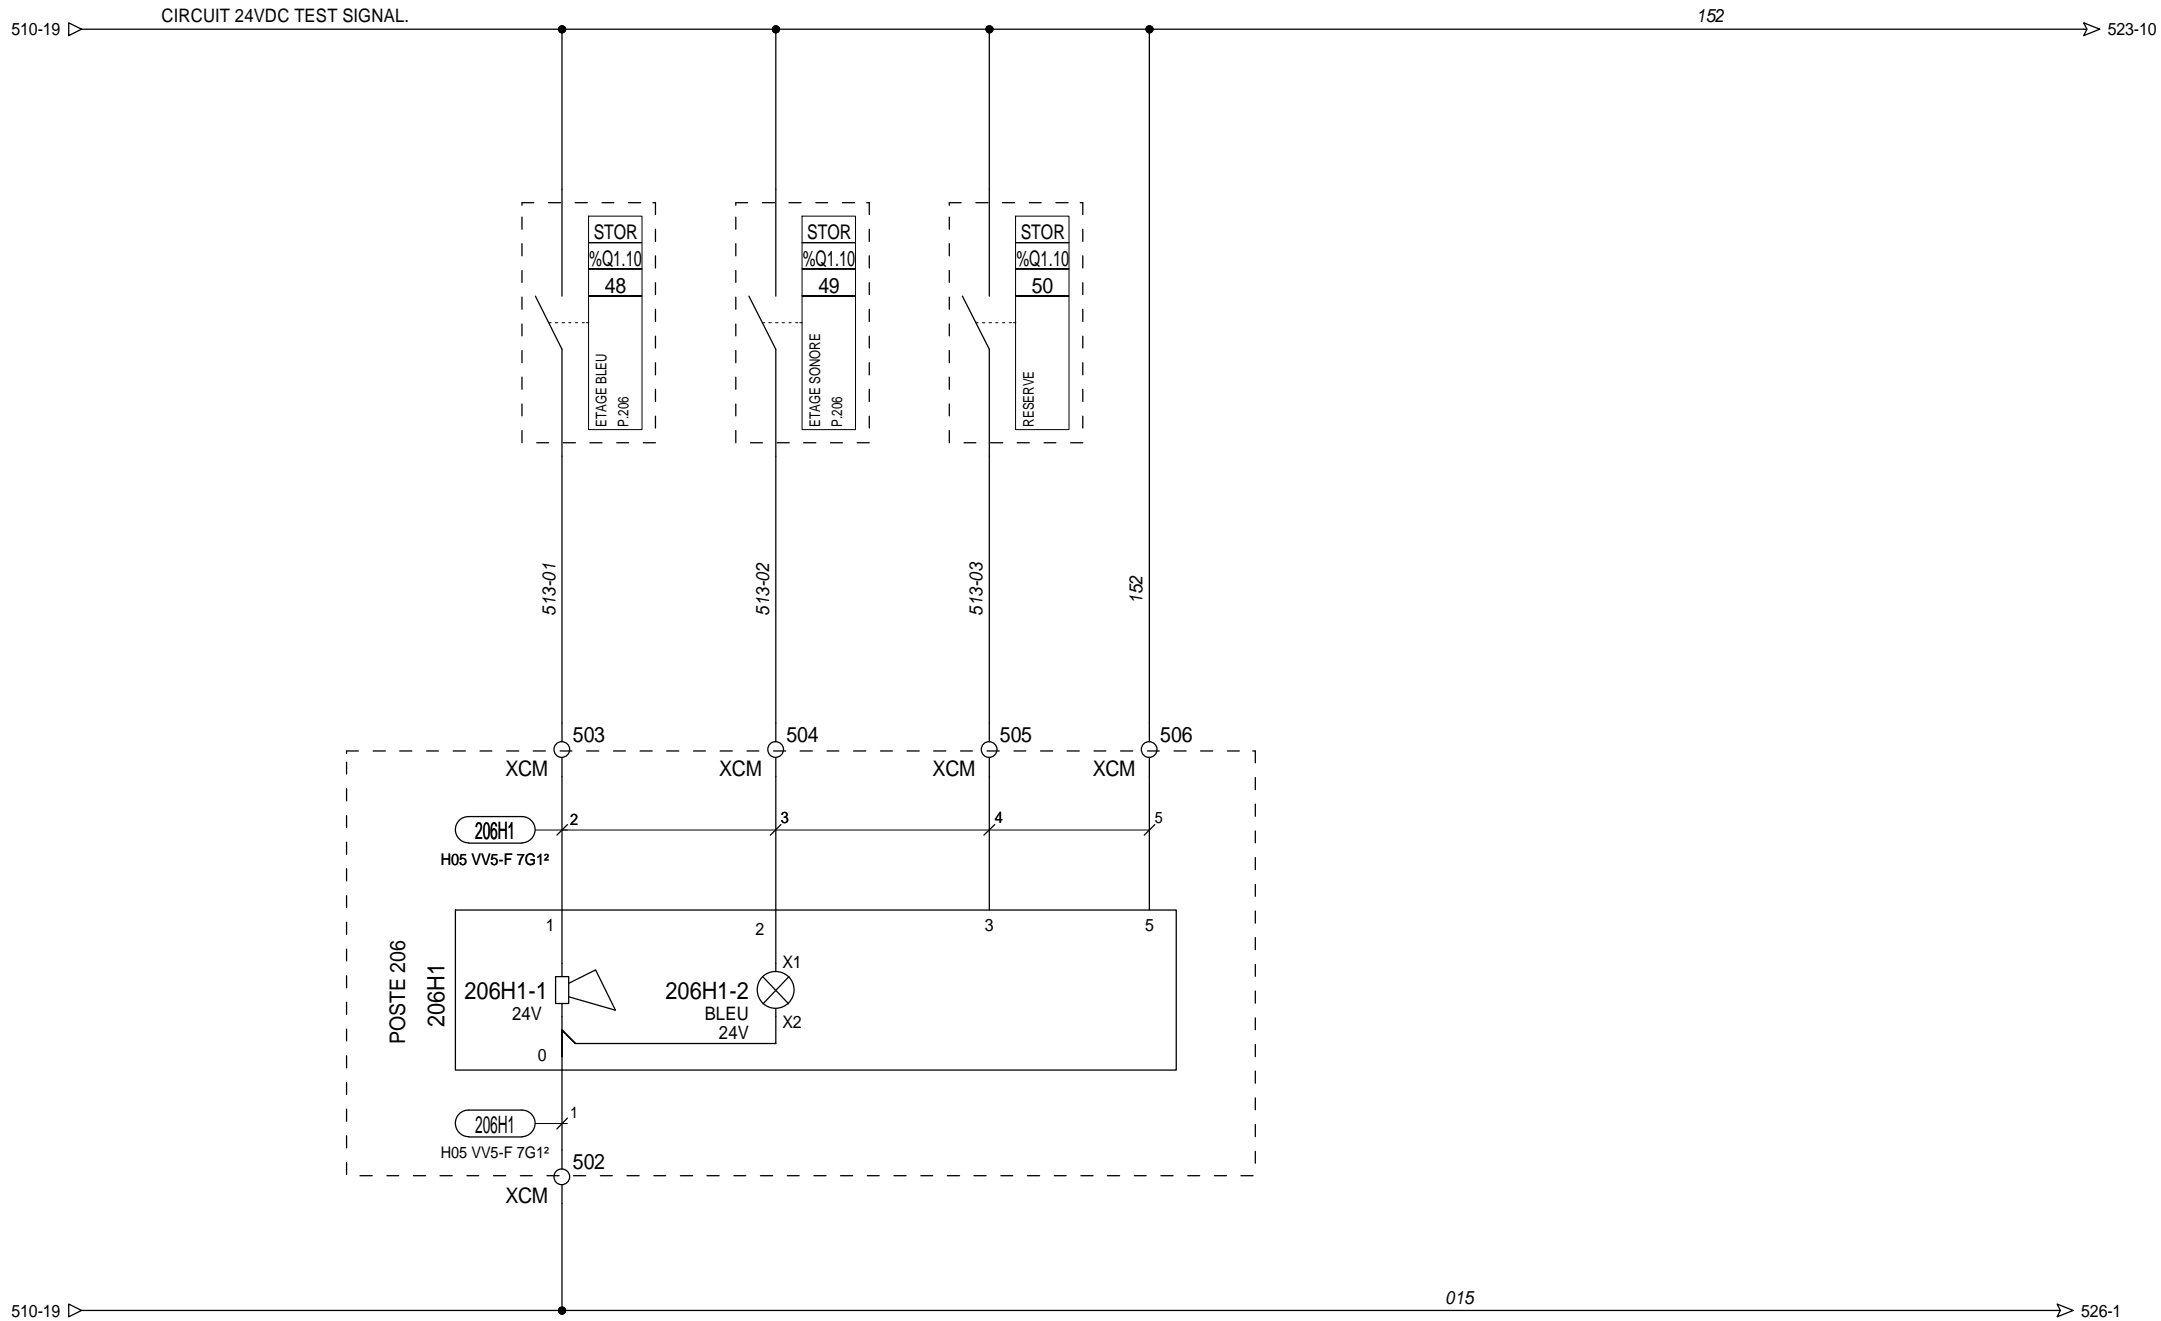 CIRCUIT 24VDC TEST SIGNAL.
152
510-19
523-10
STOR
%Q1.10
48
ETAGE BLEU
P.206
STOR
%Q1.10
49
ETAGE SONORE
P.206
STOR
%Q1.10
50
RESERVE
513-01
513-02
513-03
152
503
504
505
506
XCM
XCM
XCM
XCM
206H1
2
3
4
5
H05 VV5-F 7G1²
POSTE 206
206H1
1
2
3
5
206H1-1
24V
206H1-2
BLEU
24V
X1
X2
0
206H1
1
H05 VV5-F 7G1²
502
XCM
015
510-19
526-1